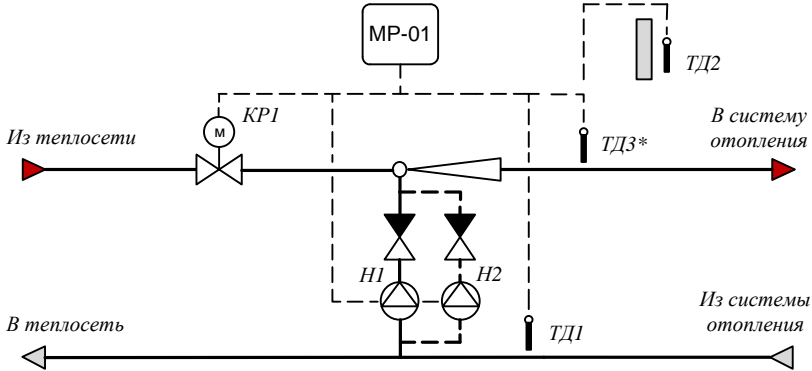 МР-01
ТД2
КР1
Из теплосети
ТД3*
В систему
отопления
Н1
Н2
В теплосеть
ТД1
Из системы
отопления
м